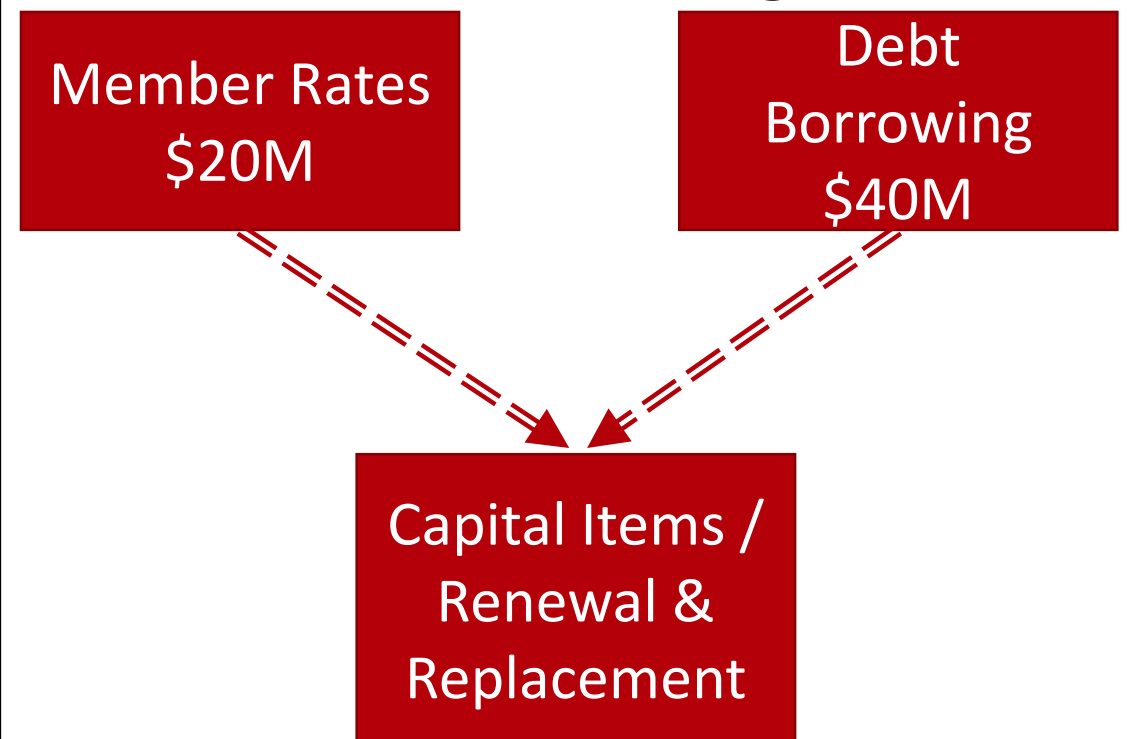 Member Rates
$20M
Debt
Borrowing
$40M
Capital Items /
Renewal &
Replacement